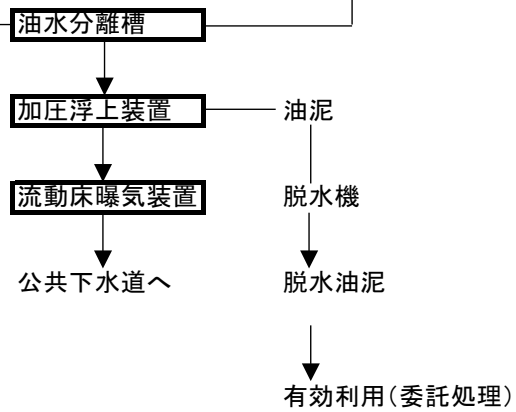 油水分離槽
加圧浮上装置
油泥
流動床曝気装置
脱水機
公共下水道へ
脱水油泥
有効利用(委託処理)